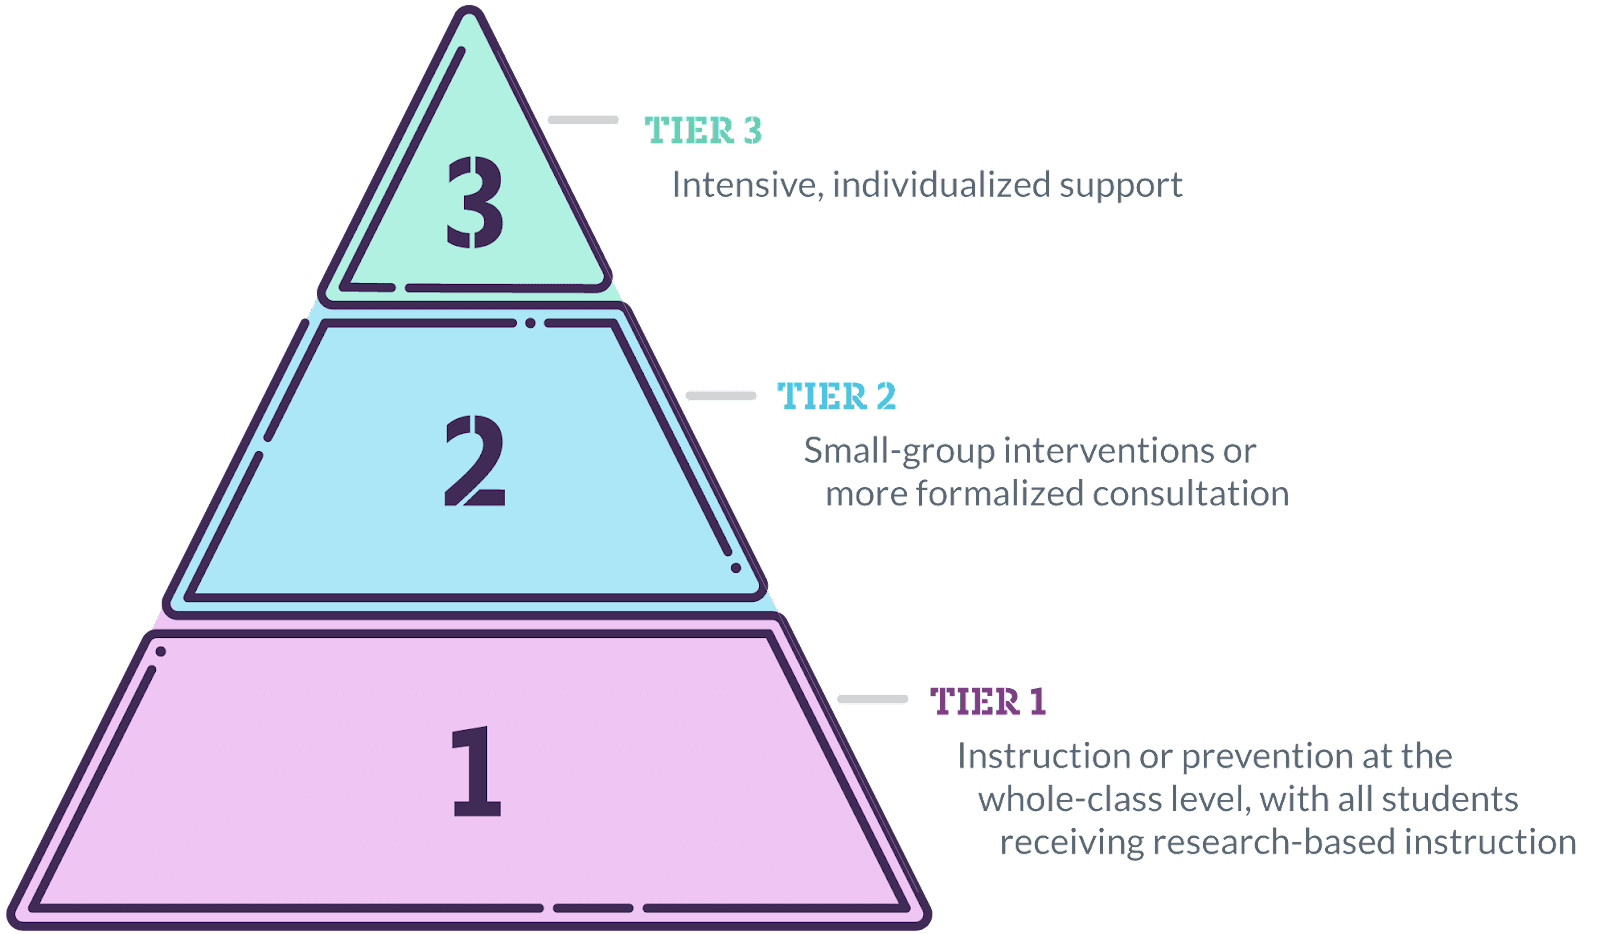 3
TIER 3
Intensive, individualized support
2
TIER 2
Small-group interventions or
more formalized consultation
1
TIER 1
Instruction or prevention at the
whole-class level, with all students
receiving research-based instruction